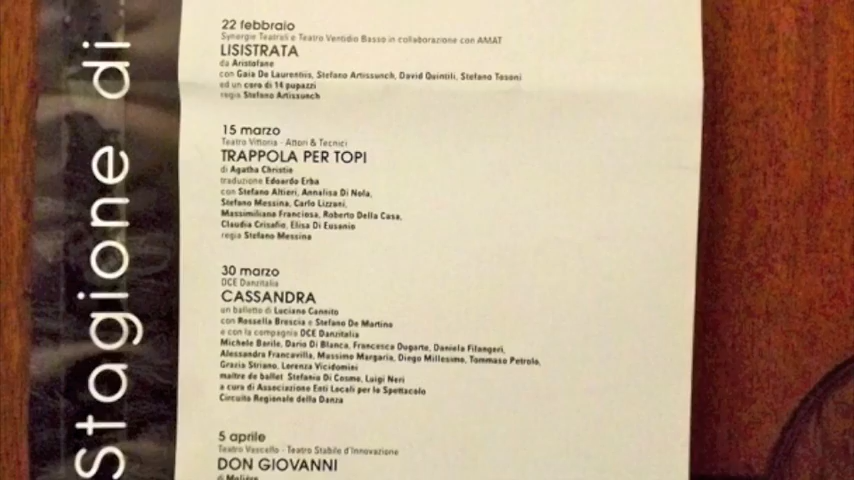 Stagione di
22 febbraio
Synergie Teatrali e Teatro Ventidio Basso in collaborazione con AMAT
LISISTRATA
da Aristofane
con Gaia De Laurentiis, Stefano Artissunch, David Quintili, Stefano Tosoni
ed un coro di 14 pupazzi
regia Stefano Artissunch
15 marzo
Teatro Vittoria - Attori & Tecnici
TRAPPOLA PER TOPI
di Agatha Christie
traduzione Edoardo Erba
con Stefano Altieri, Annalisa Di Nola,
Stefano Messina, Carlo Lizzani,
Massimiliano Franciosa, Roberto Della Casa,
Claudia Crisafio, Elisa Di Eusanio
regia Stefano Messina
30 marzo
DCE Danzitalia
CASSANDRA
un balletto di Luciano Cannito
con Rossella Brescia e Stefano De Martino
e con la compagnia DCE Danzitalia
Michele Barile, Dario Di Blanca, Francesca Dugarte, Daniela Filangeri,
Alessandra Francavilla, Massimo Margaria, Diego Millesimo, Tommaso Petrolo,
Grazia Striano, Lorenza Vicidomini
maitre de ballet Stefania Di Cosmo, Luigi Neri
a cura di Associazione Enti Locali per lo Spettacolo
Circuito Regionale della Danza
5 aprile
Teatro Vascello - Teatro Stabile d'Innovazione
DON GIOVANNI
di Molière